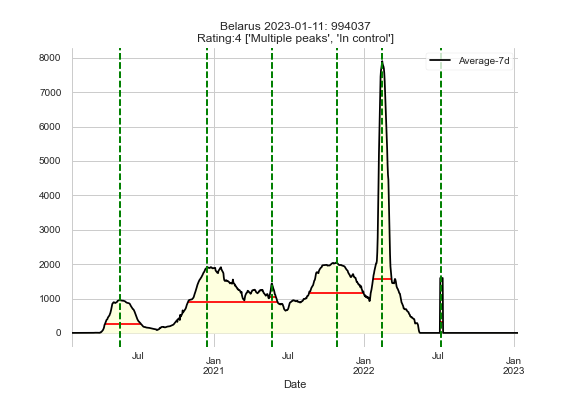 Belarus 2023-01-11: 994037
Rating:4 ['Multiple peaks', 'In control']
Average-7d
8000
7000
6000
5000
4000
3000
2000
1000
0
Jul
Jan
2021
Jul
Jan
2022
Jul
Jan
2023
Date